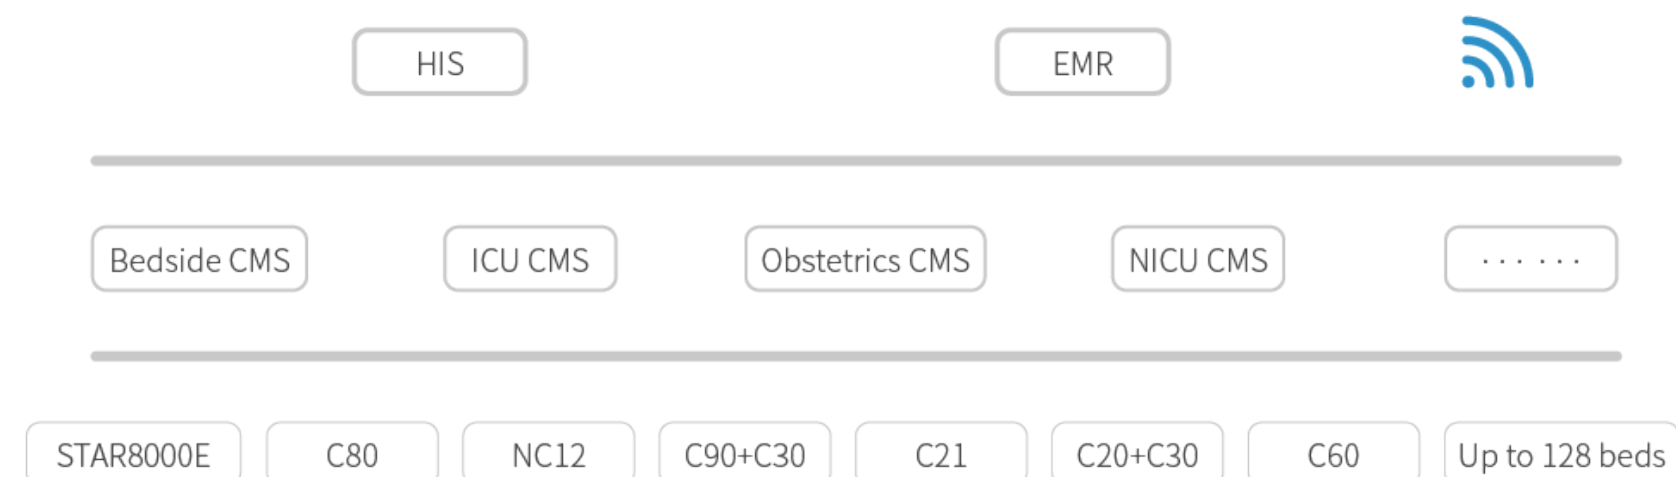 HIS
EMR
Bedside CMS
ICU CMS
Obstetrics CMS
NICU CMS
... ...
STAR8000E
C80
NC12
C90+C30
C21
C20+C30
C60
Up to 128 beds